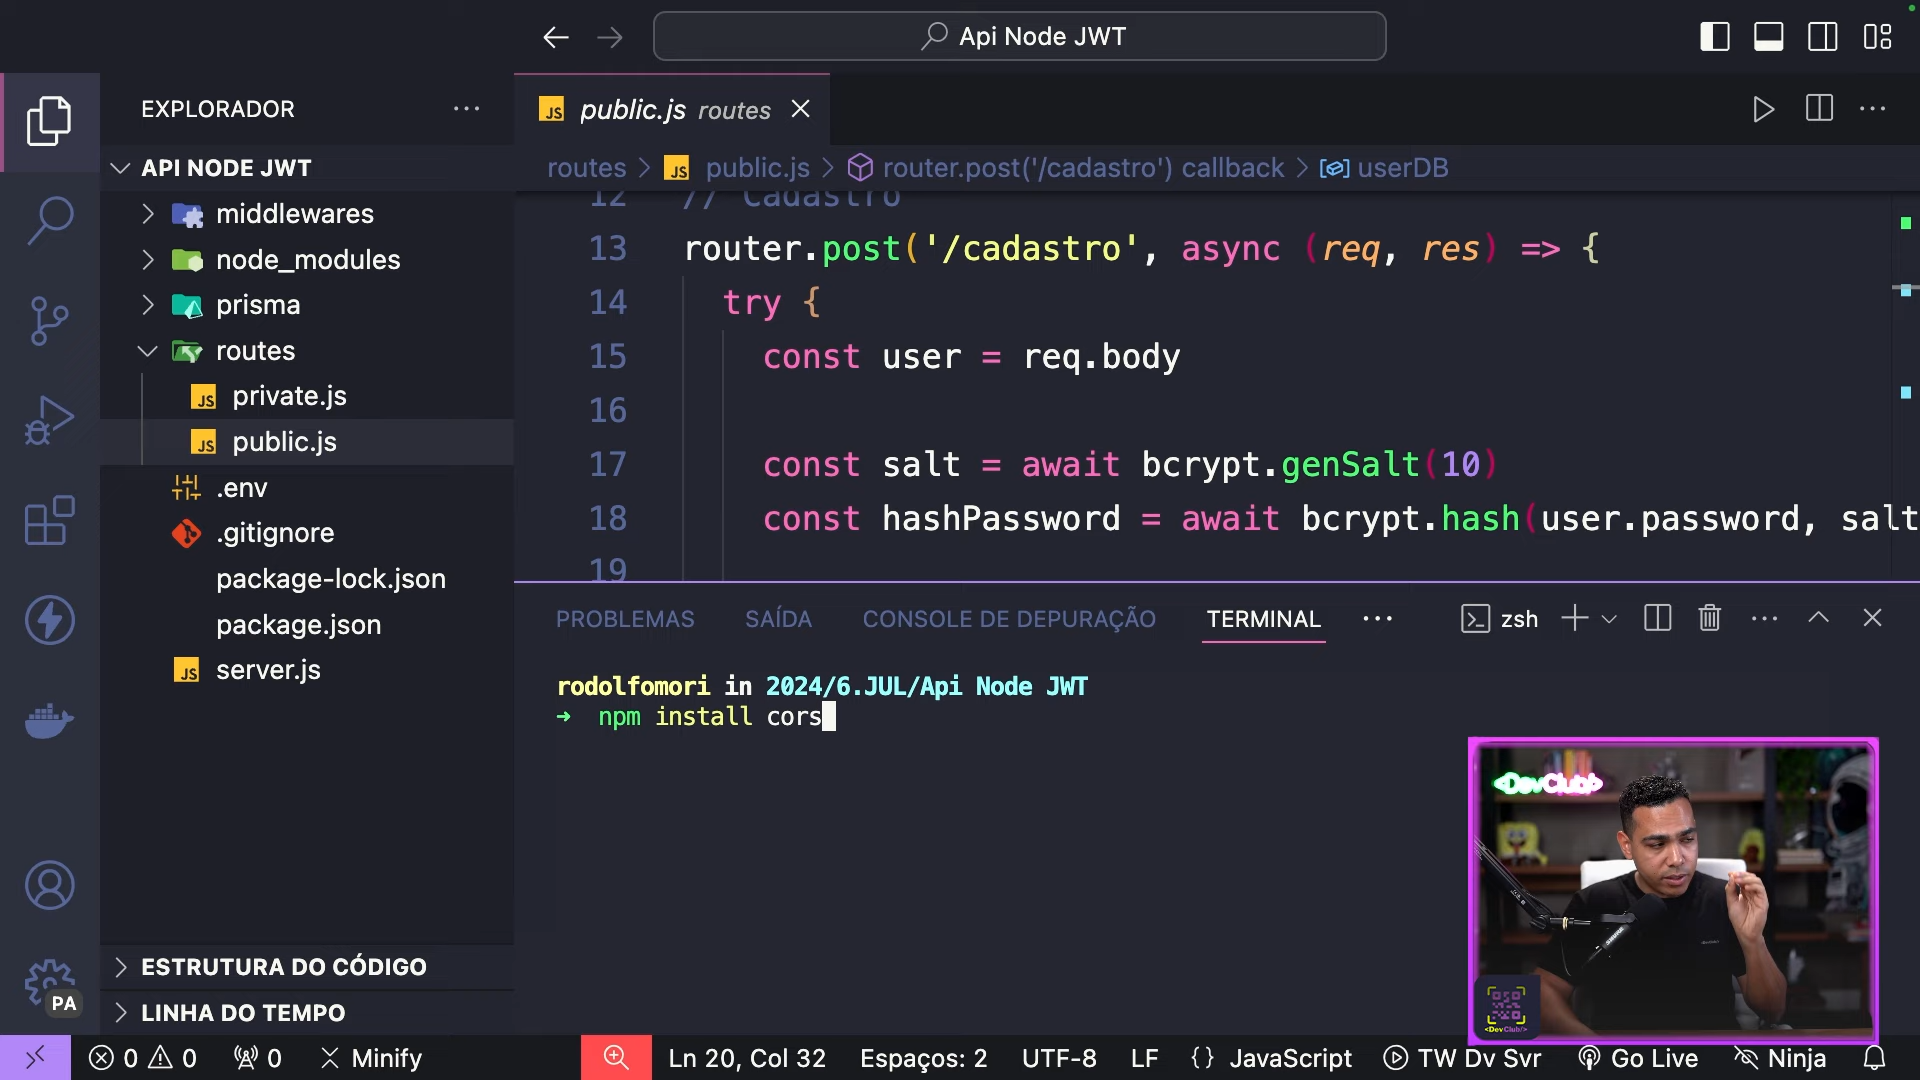 Api Node JWT
EXPLORADOR
API NODE JWT
middlewares
node_modules
prisma
routes
private.js
public.js
.env
.gitignore
package-lock.json
package.json
server.js
ESTRUTURA DO CÓDIGO
LINHA DO TEMPO
PA
public.js routes
routes > public.js > router.post('/cadastro') callback > userDB
12 // Cadastro
13 router.post('/cadastro', async (req, res) => {
14 try {
15 const user = req.body
16
17 const salt = await bcrypt.genSalt(10)
18 const hashPassword = await bcrypt.hash(user.password, salt
19
PROBLEMAS SAÍDA CONSOLE DE DEPURAÇÃO TERMINAL zsh
rodolfomori in 2024/6.JUL/Api Node JWT
→ npm install cors
<DevClub/>
<DevClub/>
0 0 0 Minify Ln 20, Col 32 Espaços: 2 UTF-8 LF {} JavaScript TW Dv Svr Go Live Ninja